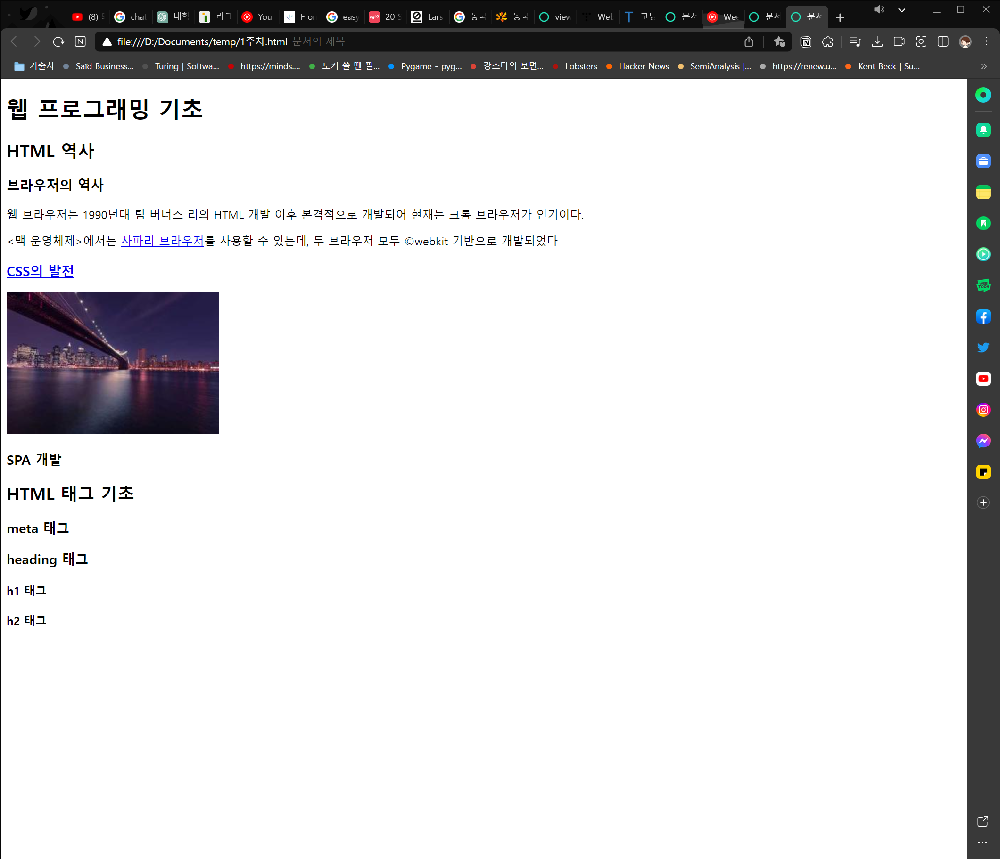 (8)
chat
대학
리그
You
Fron
easy
20 S
Lars
동국
동국
view
Web
코딩
문서
Wee
문서
문서
file:///D:/Documents/temp/1주차.html 문서의 제목
기술사
Saïd Business...
Turing | Softwa...
https://minds....
도커 쓸 땐 필...
Pygame - pyg...
강스타의 보면...
Lobsters
Hacker News
SemiAnalysis |...
https://renew.u...
Kent Beck | Su...
웹 프로그래밍 기초
HTML 역사
브라우저의 역사
웹 브라우저는 1990년대 팀 버너스 리의 HTML 개발 이후 본격적으로 개발되어 현재는 크롬 브라우저가 인기이다.
<맥 운영체제>에서는 사파리 브라우저를 사용할 수 있는데, 두 브라우저 모두 ©webkit 기반으로 개발되었다
CSS의 발전
WEB
TOON
SPA 개발
HTML 태그 기초
meta 태그
heading 태그
h1 태그
h2 태그